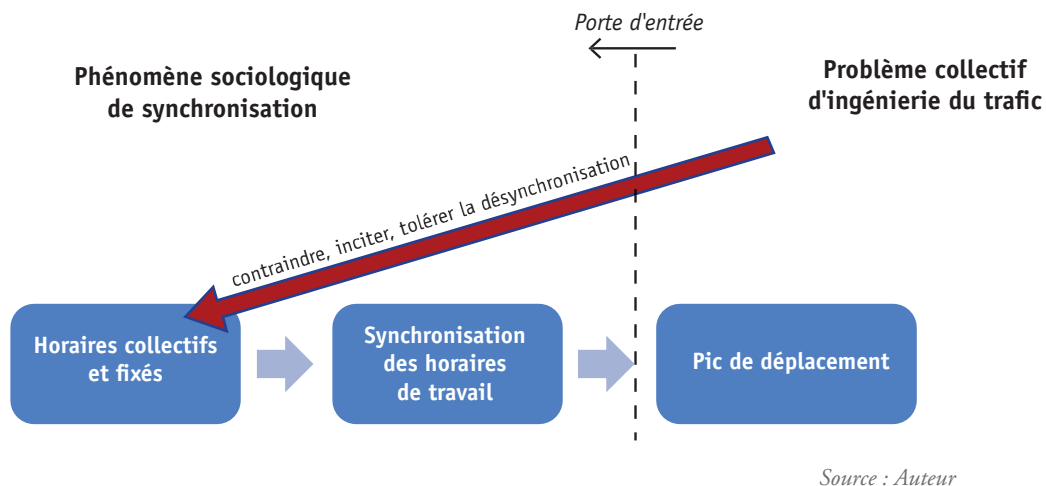 Porte d'entrée
Phénomène sociologique
de synchronisation
Problème collectif
d'ingénierie du trafic
contraindre, inciter, tolérer la désynchronisation
Horaires collectifs
et fixés
Synchronisation
des horaires
de travail
Pic de déplacement
Source : Auteur